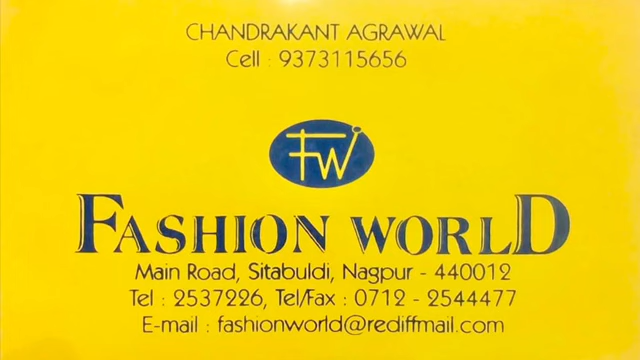 CHANDRAKANT AGRAWAL
Cell : 9373115656
FW
FASHION WORLD
Main Road, Sitabuldi, Nagpur - 440012
Tel : 2537226, Tel/Fax : 0712 - 2544477
E-mail : fashionworld@rediffmail.com